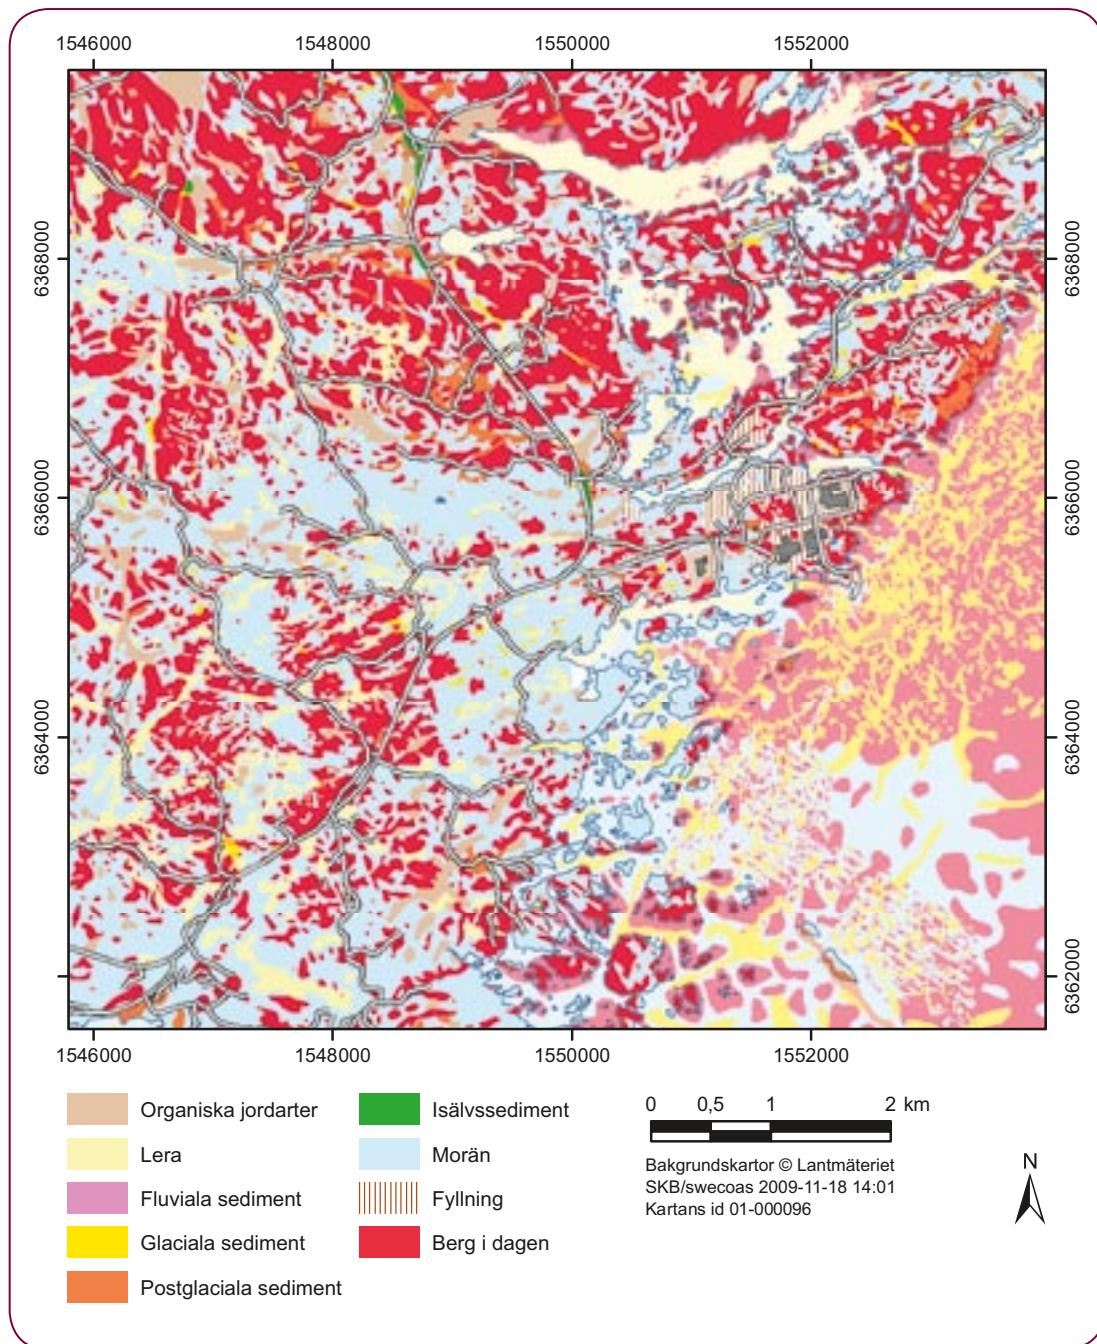 1546000 1548000 1550000 1552000
6368000
6366000
6364000
6368000
6366000
6364000
6362000
1546000 1548000 1550000 1552000
Organiska jordarter
Lera
Fluviala sediment
Glaciala sediment
Postglaciala sediment
Isälvssediment
Morän
Fyllning
Berg i dagen
0 0,5 1 2 km
Bakgrundskartor © Lantmäteriet
SKB/swecoas 2009-11-18 14:01
Kartans id 01-000096
N